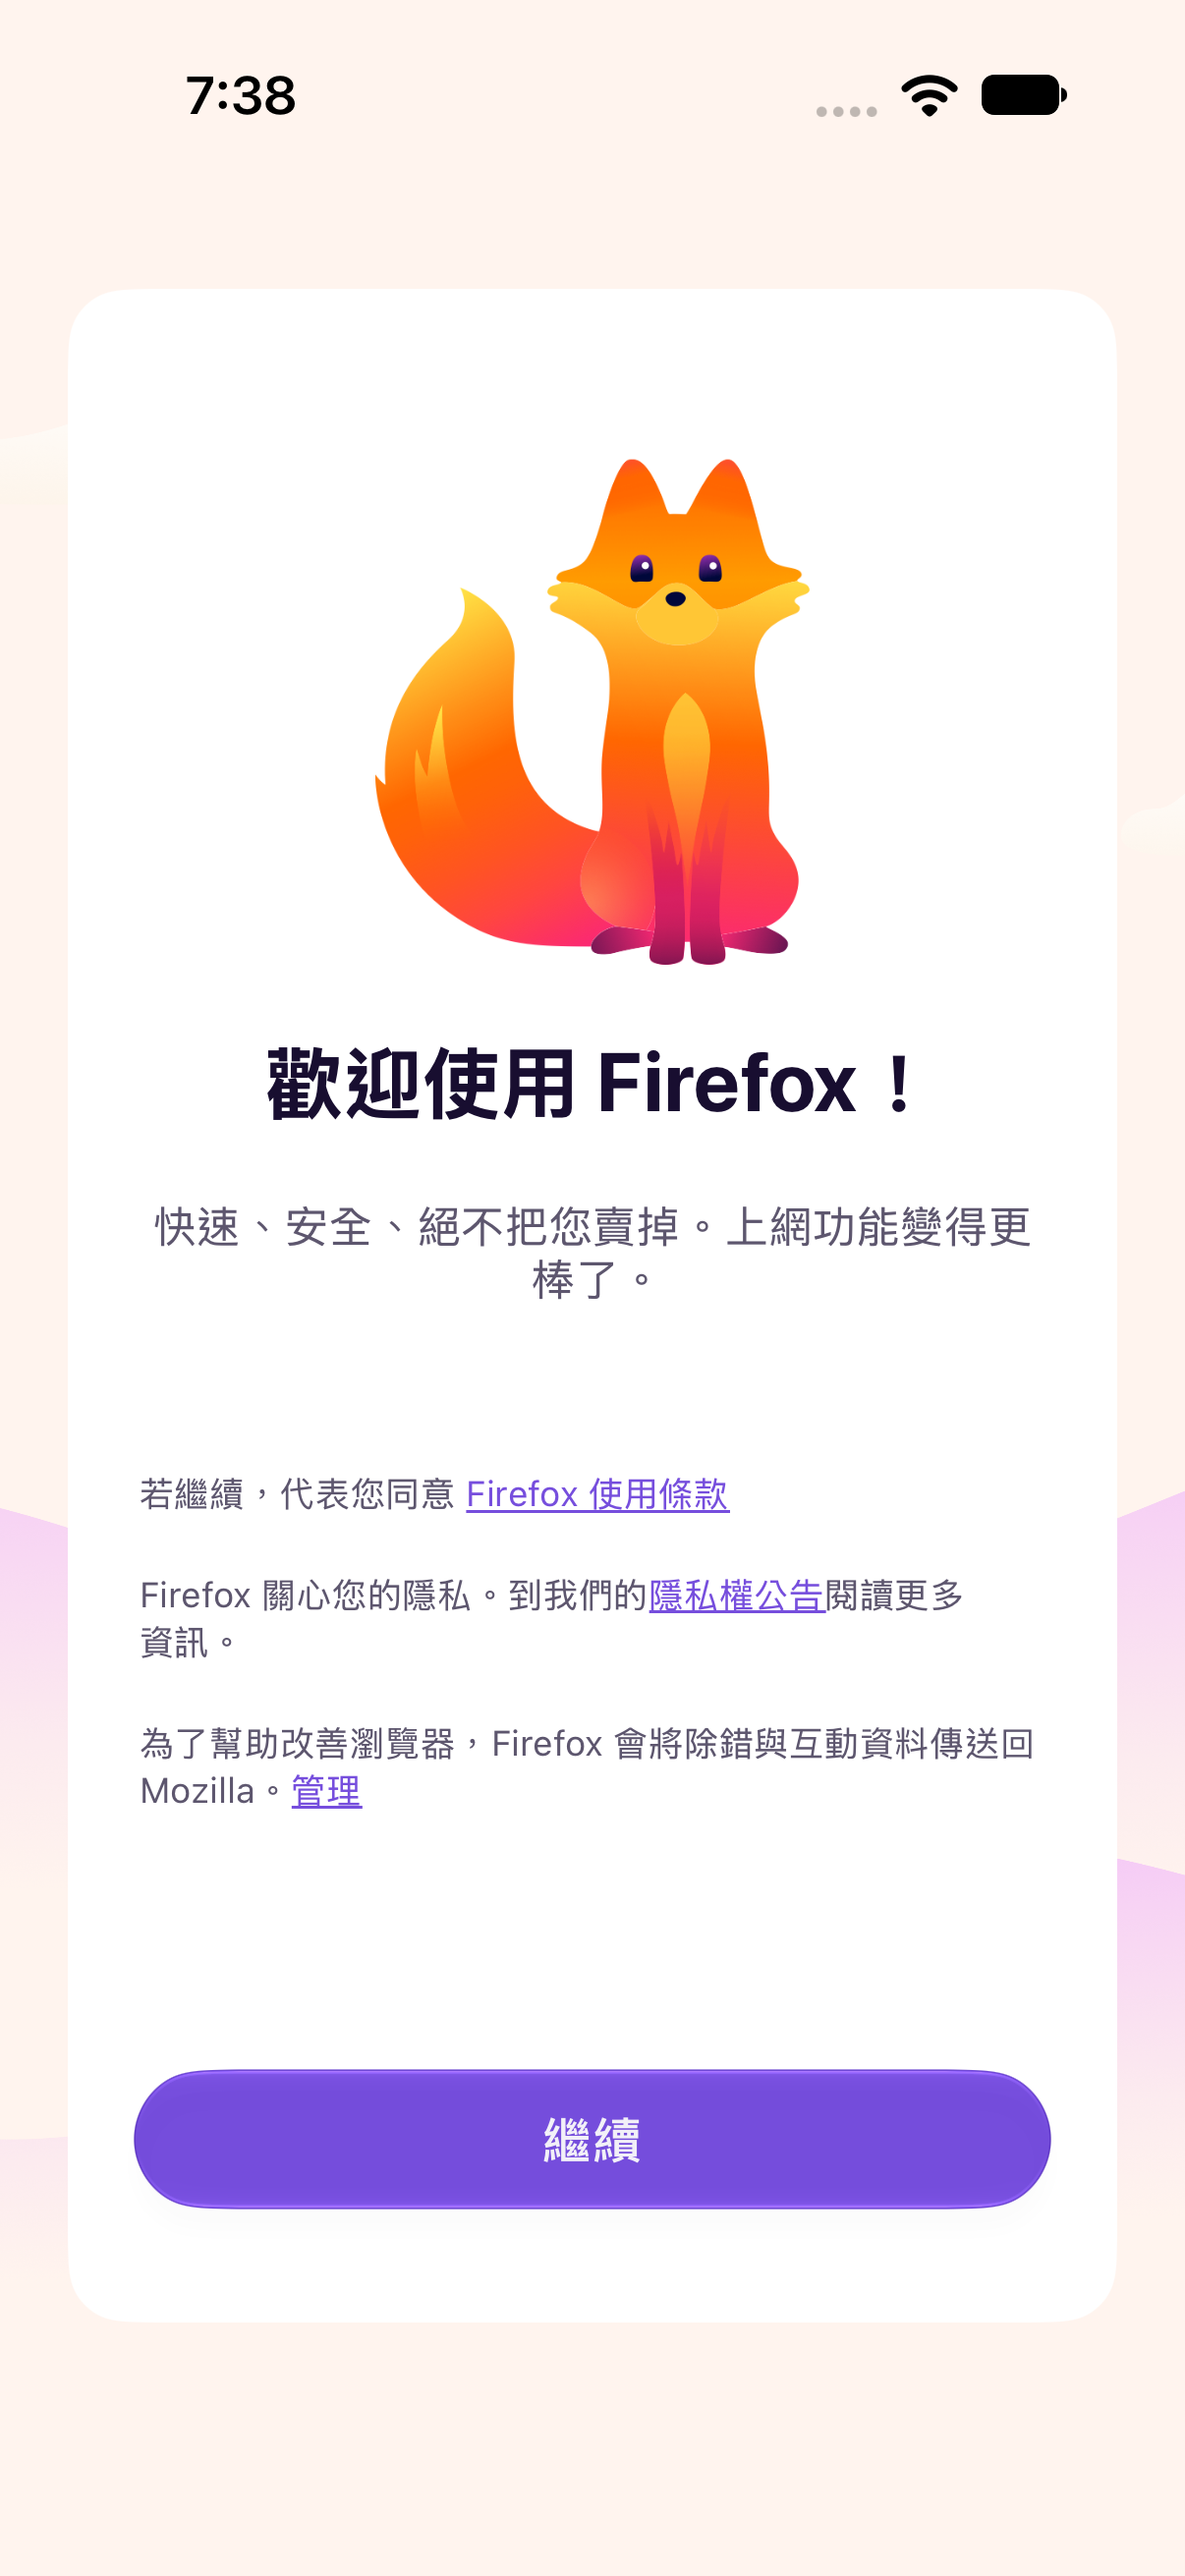 7:38
歡迎使用 Firefox！
快速、安全、絕不把您賣掉。上網功能變得更
棒了。
若繼續，代表您同意 Firefox 使用條款
Firefox 關心您的隱私。到我們的隱私權公告閱讀更多
資訊。
為了幫助改善瀏覽器，Firefox 會將除錯與互動資料傳送回
Mozilla。管理
繼續